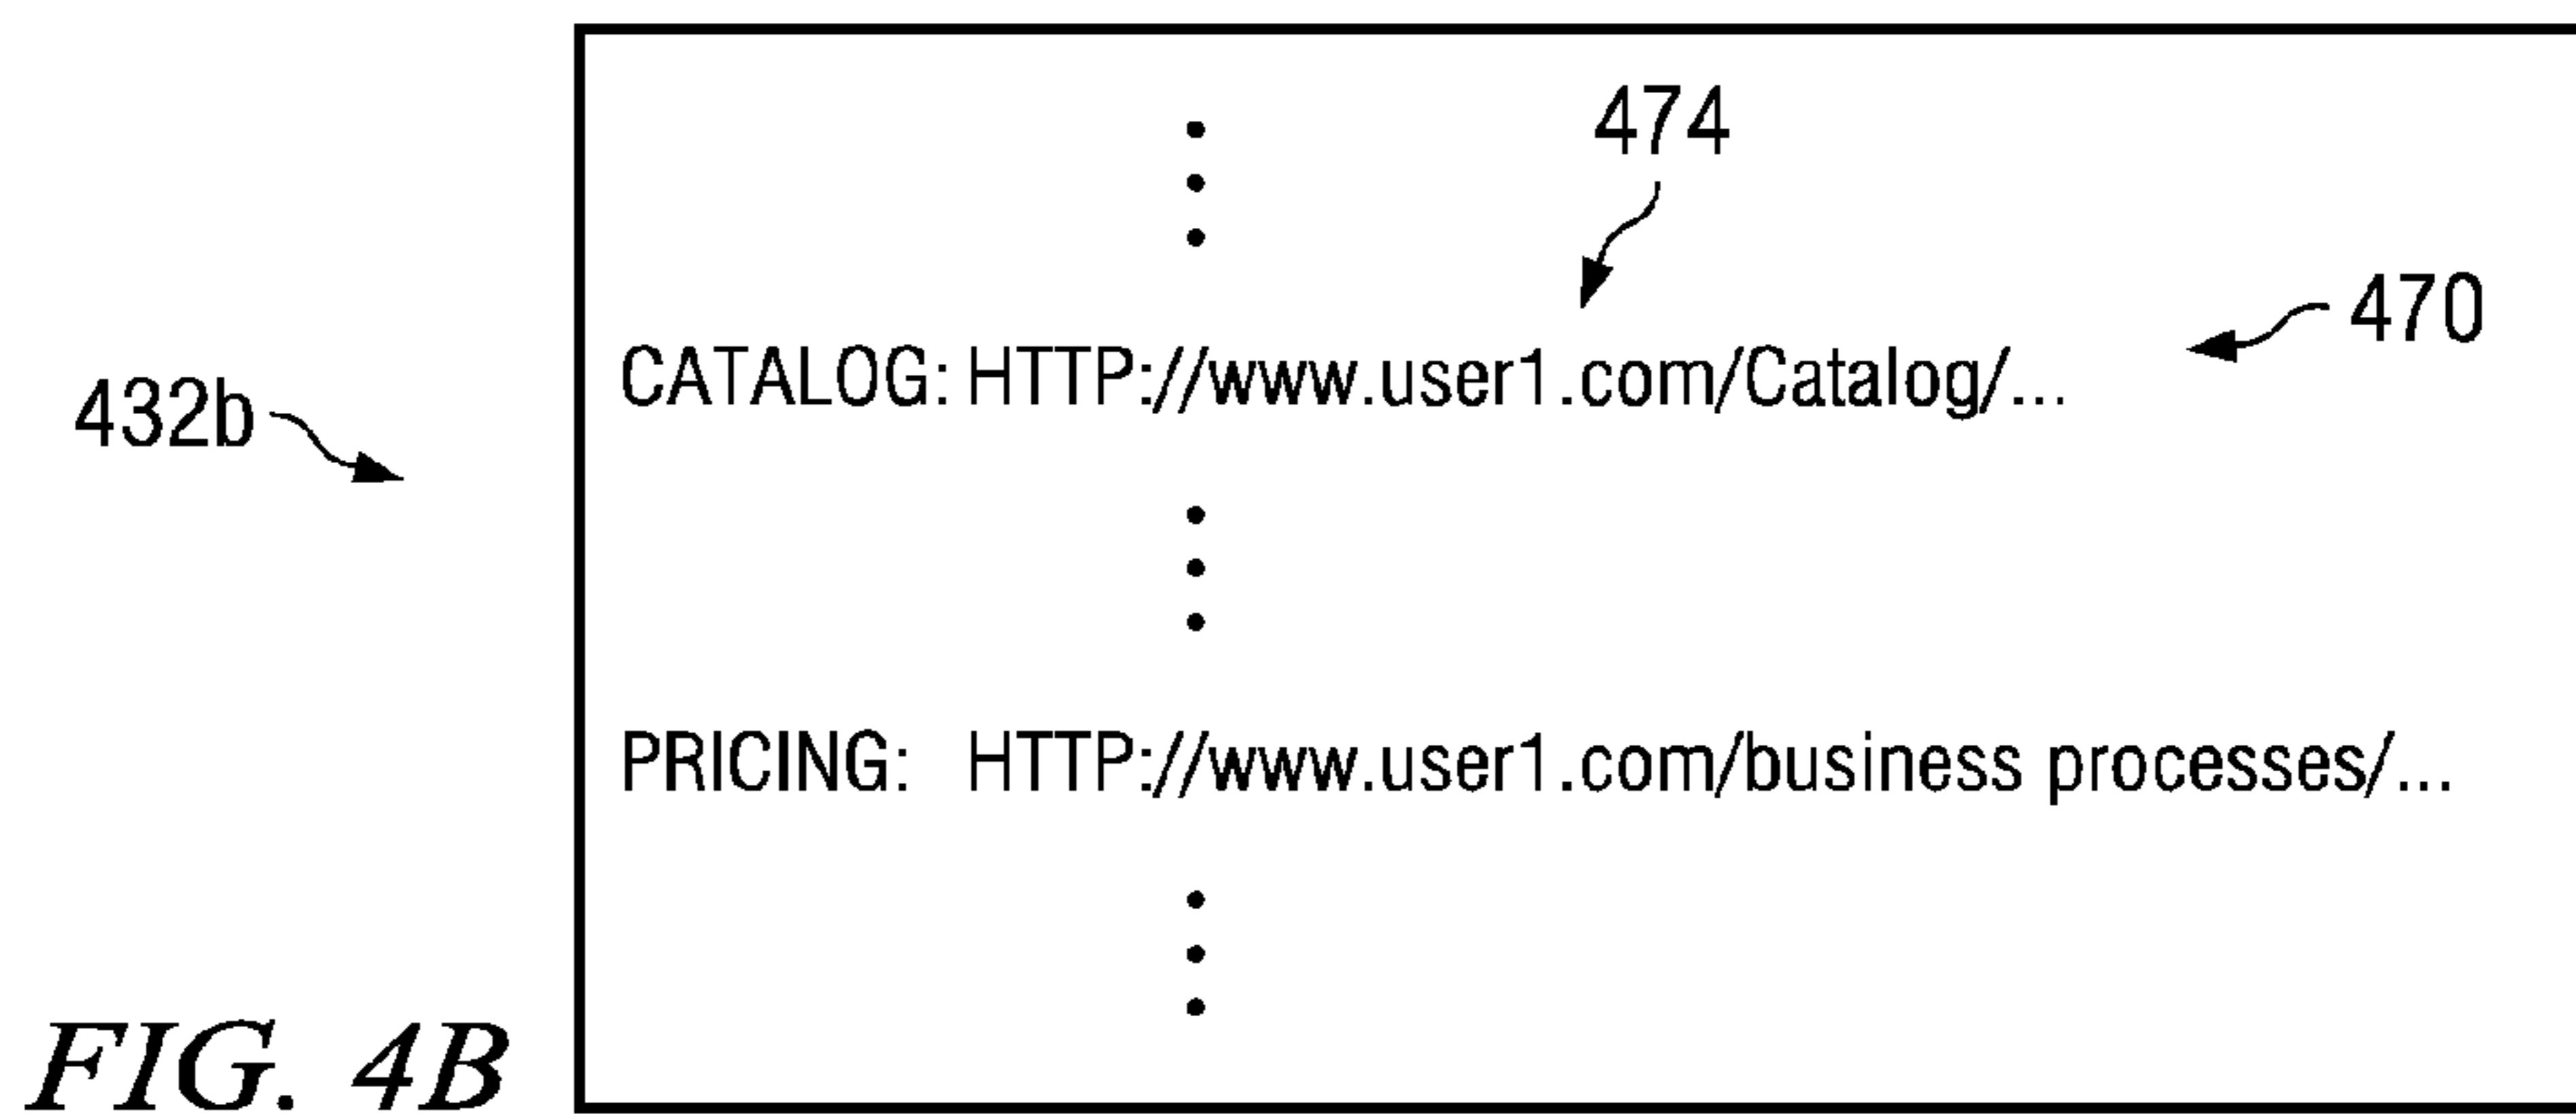 474
470
CATALOG: HTTP://www.user1.com/Catalog/...
432b
PRICING: HTTP://www.user1.com/business processes/...
FIG. 4B